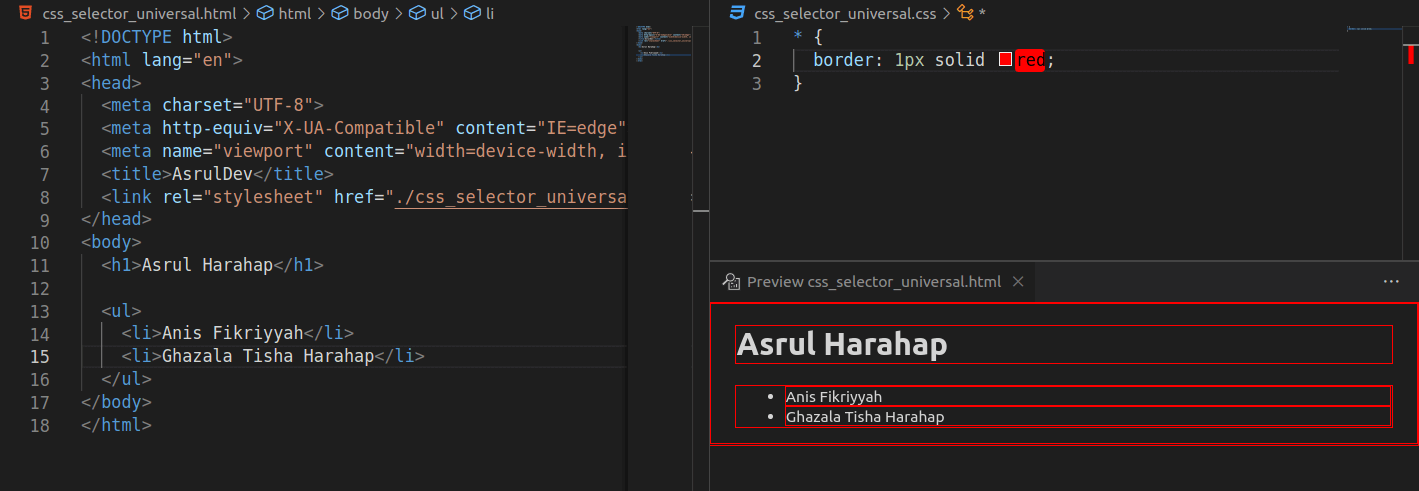 css_selector_universal.html > html > body > ul > li
1 <!DOCTYPE html>
2 <html lang="en">
3 <head>
4 <meta charset="UTF-8">
5 <meta http-equiv="X-UA-Compatible" content="IE=edge"
6 <meta name="viewport" content="width=device-width, i
7 <title>AsrulDev</title>
8 <link rel="stylesheet" href="./css_selector_universa
9 </head>
10 <body>
11 <h1>Asrul Harahap</h1>
12
13 <ul>
14 <li>Anis Fikriyyah</li>
15 <li>Ghazala Tisha Harahap</li>
16 </ul>
17 </body>
18 </html>
css_selector_universal.css > *
1 * {
2 border: 1px solid red;
3 }
Preview css_selector_universal.html
Asrul Harahap
• Anis Fikriyyah
• Ghazala Tisha Harahap